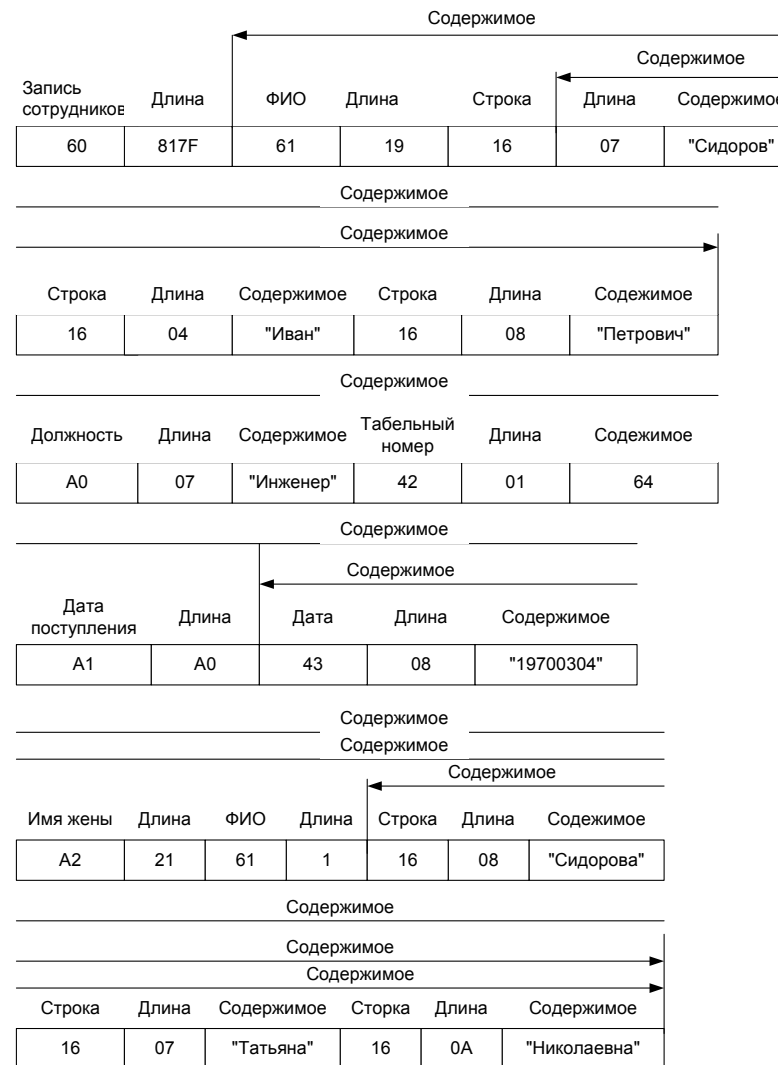 Содержимое
Содержимое
Запись сотрудников Длина ФИО Длина Строка Длина Содержимое
60 817F 61 19 16 07 "Сидоров"
Содержимое
Содержимое
Строка Длина Содержимое Строка Длина Содежимое
16 04 "Иван" 16 08 "Петрович"
Содержимое
Должность Длина Содержимое Табельный номер Длина Содежимое
A0 07 "Инженер" 42 01 64
Содержимое
Содержимое
Дата поступления Длина Дата Длина Содержимое
A1 A0 43 08 "19700304"
Содержимое
Содержимое
Содержимое
Имя жены Длина ФИО Длина Строка Длина Содежимое
A2 21 61 1 16 08 "Сидорова"
Содержимое
Содержимое
Содержимое
Строка Длина Содержимое Сторка Длина Содержимое
16 07 "Татьяна" 16 0A "Николаевна"